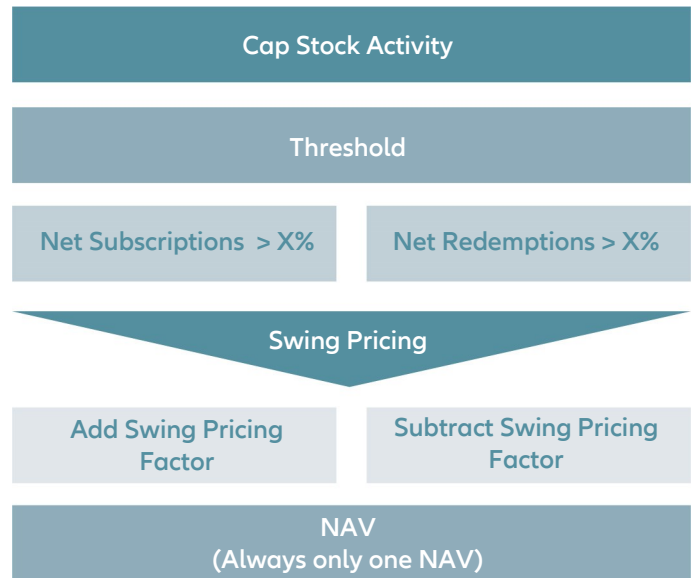 Cap Stock Activity
Threshold
Net Subscriptions > X%
Net Redemptions > X%
Swing Pricing
Add Swing Pricing
Factor
Subtract Swing Pricing
Factor
NAV
(Always only one NAV)